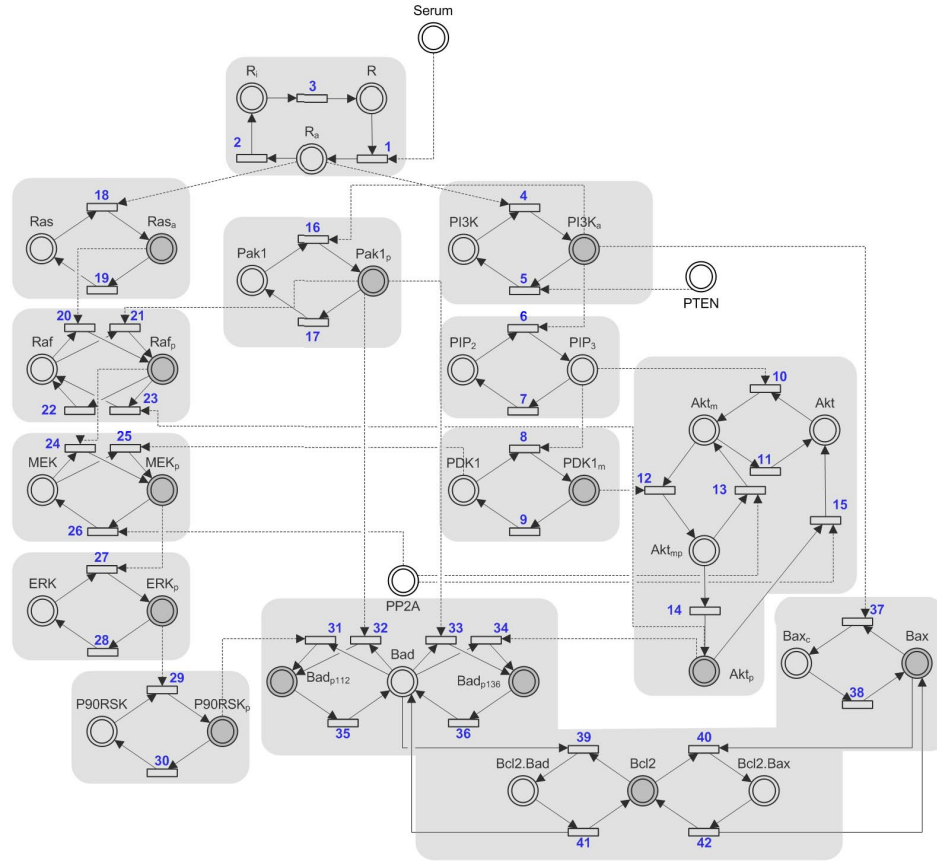 Serum
Ri
3
R
Ra
2
1
18
4
Ras
Rasa
16
PI3K
PI3Ka
Pak1
Pak1p
19
5
PTEN
20
21
17
6
Raf
Rafp
PIP2
PIP3
10
22
23
7
Aktm
Akt
24
25
8
11
MEK
MEKp
PDK1
PDK1m
12
13
15
26
9
Aktmp
27
ERK
ERKp
PP2A
14
28
31
32
33
34
37
29
Bad
Baxc
Bax
Badp112
Badp136
Aktp
P90RSK
P90RSKp
38
35
36
30
39
40
Bcl2.Bad
Bcl2
Bcl2.Bax
41
42